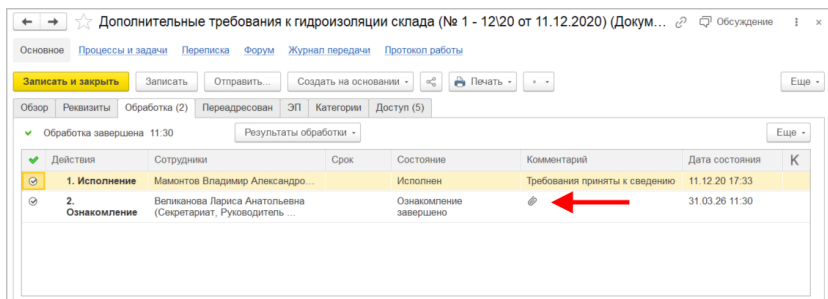 Дополнительные требования к гидроизоляции склада (№ 1 - 12\20 от 11.12.2020) (Докум... Обсуждение
Основное Процессы и задачи Переписка Форум Журнал передачи Протокол работы
Записать и закрыть Записать Отправить... Создать на основании Печать Еще
Обзор Реквизиты Обработка (2) Переадресован ЭП Категории Доступ (5)
Обработка завершена 11:30 Результаты обработки Еще
Действия Сотрудники Срок Состояние Комментарий Дата состояния К
1. Исполнение Мамонтов Владимир Александро... Исполнен Требования приняты к сведению 11.12.20 17:33
2. Великанова Лариса Анатольевна Ознакомление 31.03.26 11:30
Ознакомление (Секретариат, Руководитель ... завершено